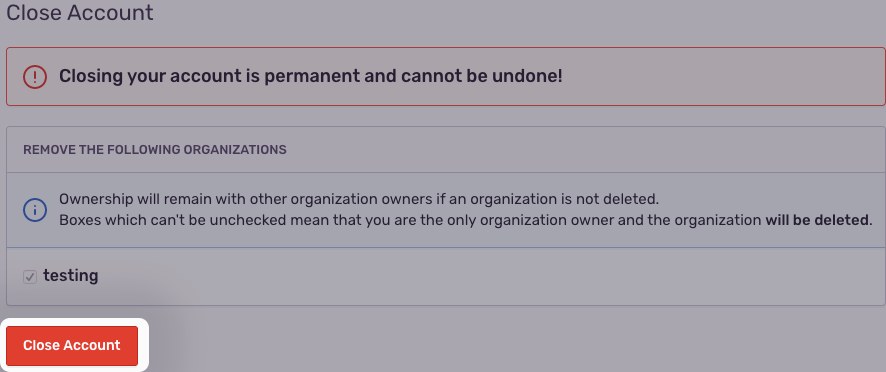 Close Account
Closing your account is permanent and cannot be undone!
REMOVE THE FOLLOWING ORGANIZATIONS
Ownership will remain with other organization owners if an organization is not deleted.
Boxes which can't be unchecked mean that you are the only organization owner and the organization will be deleted.
testing
Close Account